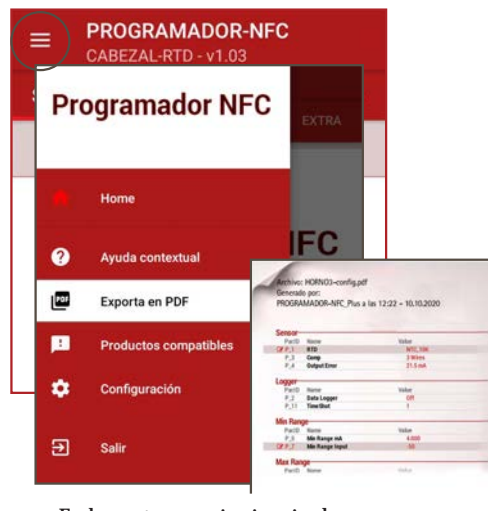 PROGRAMADOR-NFC
CABEZAL-RTD - v1.03
EXTRA
Programador NFC
Home
Ayuda contextual
PDF
Exporta en PDF
Productos compatibles
Configuración
Salir
Archivo: HORNO3-config.pdf
Generado por:
PROGRAMADOR-NFC_Plus a las 12:22 - 10.10.2020
Sensor
ParID Name Value
P_1 RTD NTC_10K
P_3 Comp 3 Wires
P_4 Output Error 21.5 mA
Logger
ParID Name Value
P_2 Data Logger Off
P_11 TimeShot 1
Min Range
ParID Name Value
Min Range mA 4.000
P_7 Min Range Input -50
Max Range
ParID Name Value